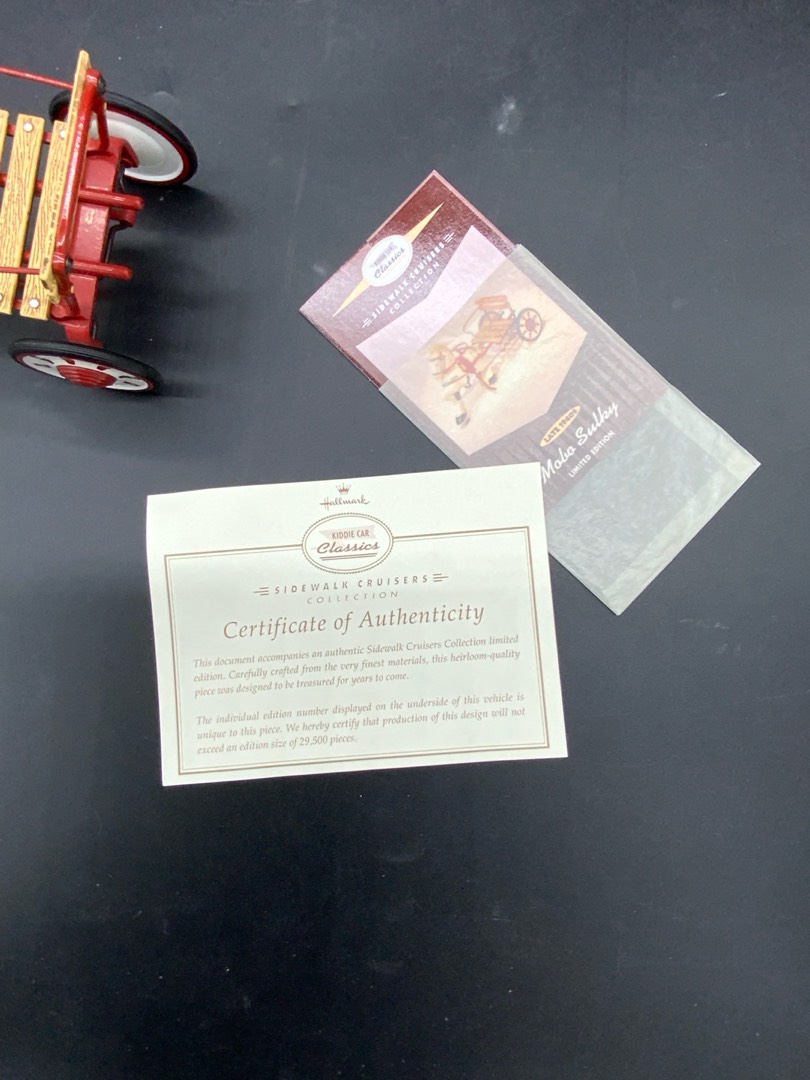 KIDDIE CAR
Classics
SIDEWALK CRUISERS
COLLECTION
LATE 1940s
Mobo Sulky
LIMITED EDITION
Hallmark
KIDDIE CAR
Classics
SIDEWALK CRUISERS
COLLECTION
Certificate of Authenticity
This document accompanies an authentic Sidewalk Cruisers Collection limited
edition. Carefully crafted from the very finest materials, this heirloom-quality
piece was designed to be treasured for years to come.
The individual edition number displayed on the underside of this vehicle is
unique to this piece. We hereby certify that production of this design will not
exceed an edition size of 29,500 pieces.